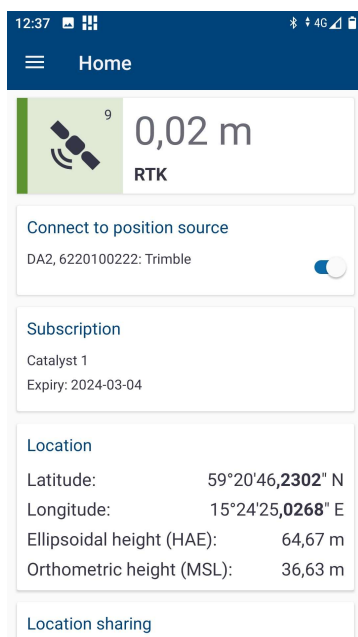 12:37 4G
Home
9
0,02 m
RTK
Connect to position source
DA2, 6220100222: Trimble
Subscription
Catalyst 1
Expiry: 2024-03-04
Location
Latitude: 59°20'46,2302" N
Longitude: 15°24'25,0268" E
Ellipsoidal height (HAE): 64,67 m
Orthometric height (MSL): 36,63 m
Location sharing